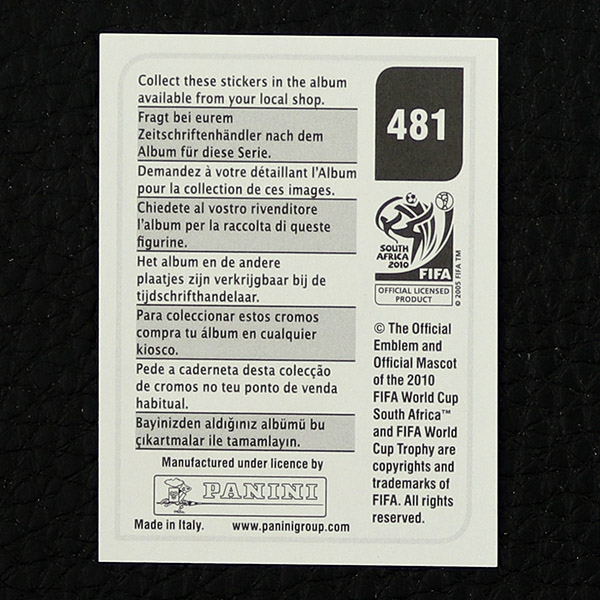 Collect these stickers in the album
available from your local shop.
Fragt bei eurem
Zeitschriftenhändler nach dem
Album für diese Serie.
Demandez à votre détaillant l'Album
pour la collection de ces images.
Chiedete al vostro rivenditore
l'album per la raccolta di queste
figurine.
Het album en de andere
plaatjes zijn verkrijgbaar bij de
tijdschrifthandelaar.
Para coleccionar estos cromos
compra tu álbum en cualquier
kiosco.
Pede a caderneta desta colecção
de cromos no teu ponto de venda
habitual.
Bayinizden aldığınız albümü bu
çıkartmalar ile tamamlayın.
Manufactured under licence by
PANINI
Made in Italy. www.paninigroup.com
481
SOUTH
AFRICA
2010
FIFA
© 2005 FIFA TM
OFFICIAL LICENSED
PRODUCT
© The Official
Emblem and
Official Mascot
of the 2010
FIFA World Cup
South Africa™
and FIFA World
Cup Trophy are
copyrights and
trademarks of
FIFA. All rights
reserved.